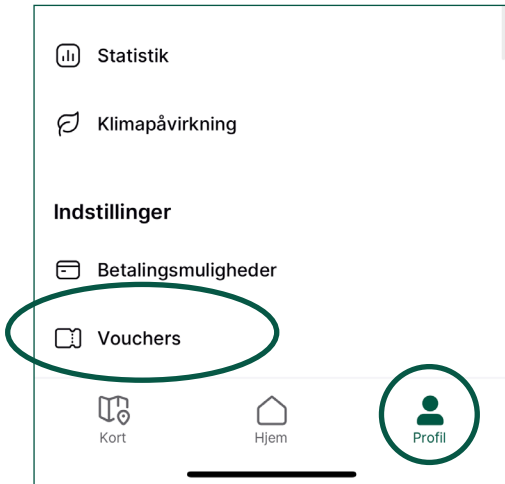 Statistik
Klimapåvirkning
Indstillinger
Betalingsmuligheder
Vouchers
Kort
Hjem
Profil